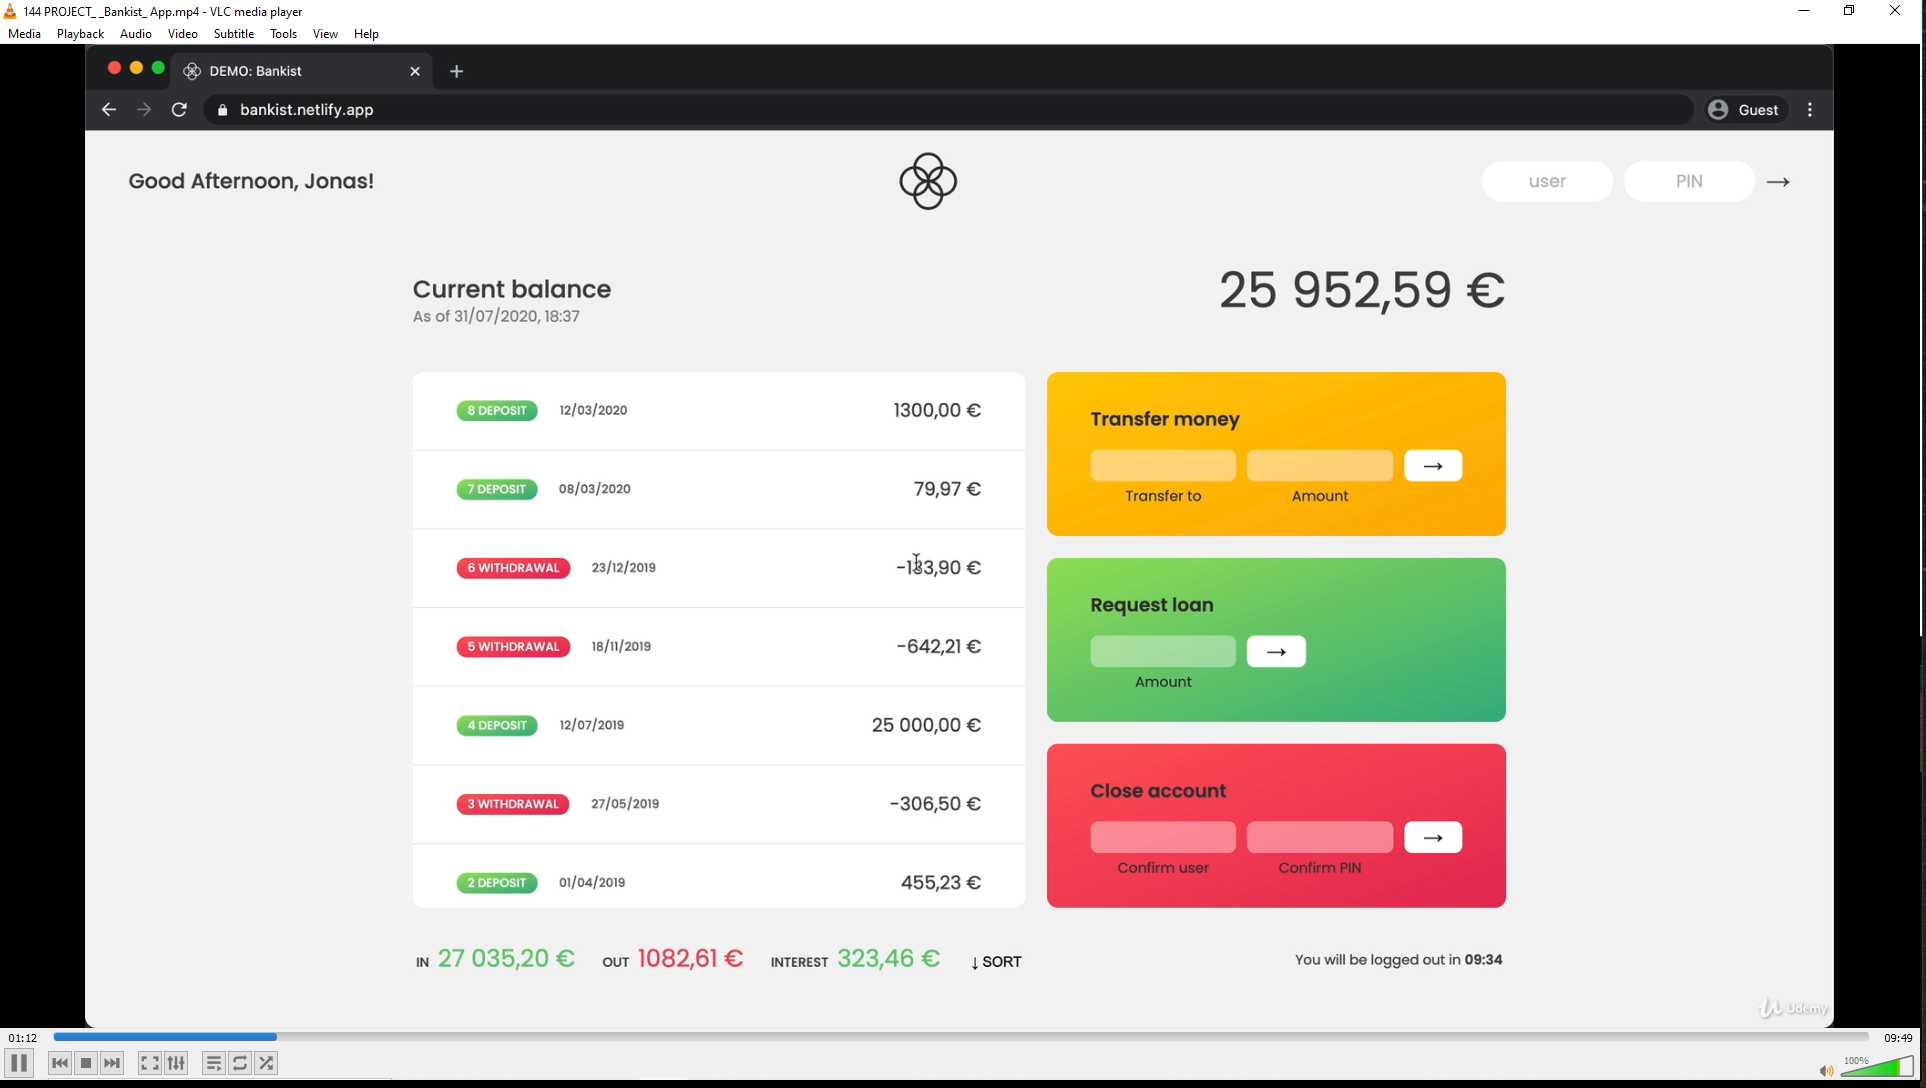 144 PROJECT_ _Bankist_ App.mp4 - VLC media player
Media Playback Audio Video Subtitle Tools View Help
DEMO: Bankist
bankist.netlify.app
Guest
Good Afternoon, Jonas!
user
PIN
→
Current balance
As of 31/07/2020, 18:37
25 952,59 €
8 DEPOSIT 12/03/2020 1300,00 €
7 DEPOSIT 08/03/2020 79,97 €
6 WITHDRAWAL 23/12/2019 -133,90 €
5 WITHDRAWAL 18/11/2019 -642,21 €
4 DEPOSIT 12/07/2019 25 000,00 €
3 WITHDRAWAL 27/05/2019 -306,50 €
2 DEPOSIT 01/04/2019 455,23 €
Transfer money
→
Transfer to Amount
Request loan
→
Amount
Close account
→
Confirm user Confirm PIN
IN 27 035,20 € OUT 1082,61 € INTEREST 323,46 € ↓ SORT
You will be logged out in 09:34
Udemy
01:12
09:49
100%